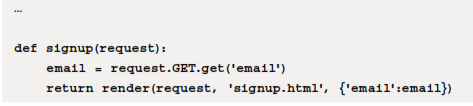 …
def signup(request):
    email = request.GET.get('email')
    return render(request, 'signup.html', {'email':email})